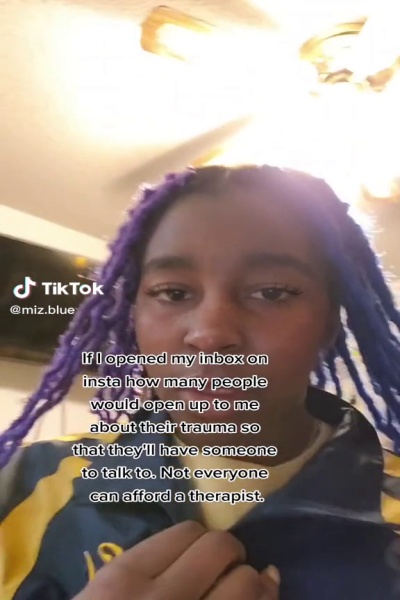 TikTok
@miz.blue
If I opened my inbox on
insta how many people
would open up to me
about their trauma so
that they'll have someone
to talk to. Not everyone
can afford a therapist.